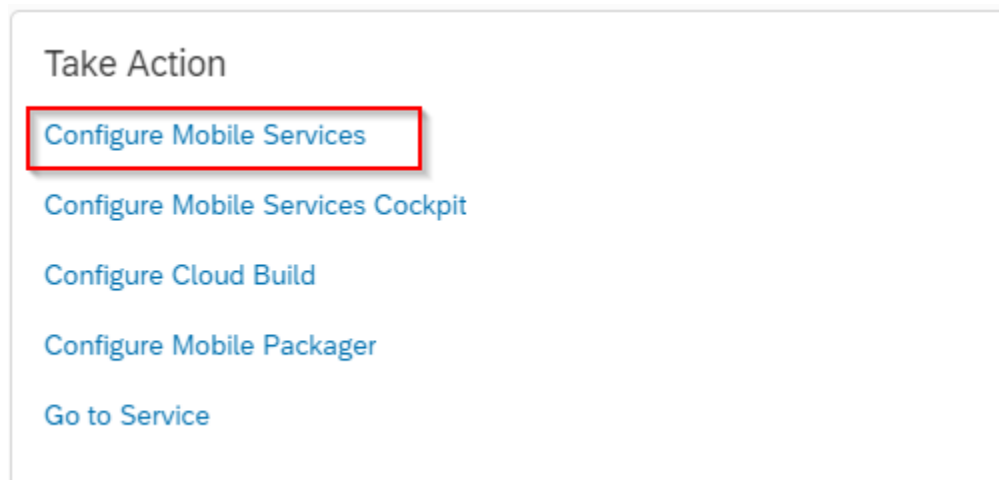 Take Action
Configure Mobile Services
Configure Mobile Services Cockpit
Configure Cloud Build
Configure Mobile Packager
Go to Service